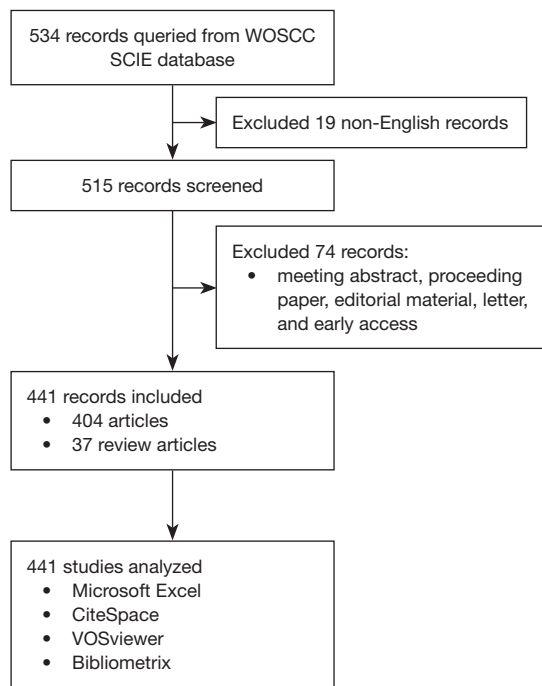 534 records queried from WOSCC
SCIE database
Excluded 19 non-English records
515 records screened
Excluded 74 records:
• meeting abstract, proceeding
paper, editorial material, letter,
and early access
441 records included
• 404 articles
• 37 review articles
441 studies analyzed
• Microsoft Excel
• CiteSpace
• VOSviewer
• Bibliometrix